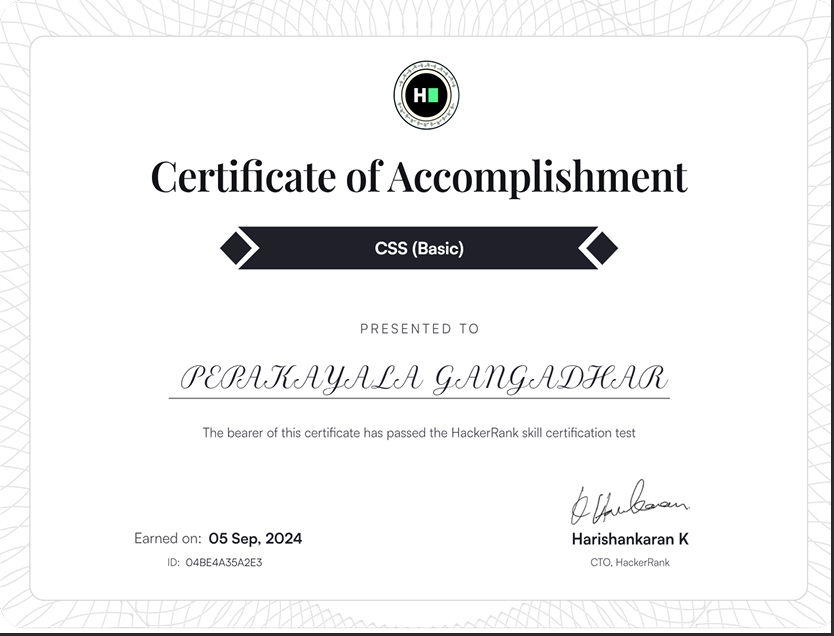 H
Certificate of Accomplishment
CSS (Basic)
PRESENTED TO
PEPAKAYALA GANGADHAR
The bearer of this certificate has passed the HackerRank skill certification test
Earned on: 05 Sep, 2024
ID: 04BE4A35A2E3
Harishankaran K
CTO, HackerRank